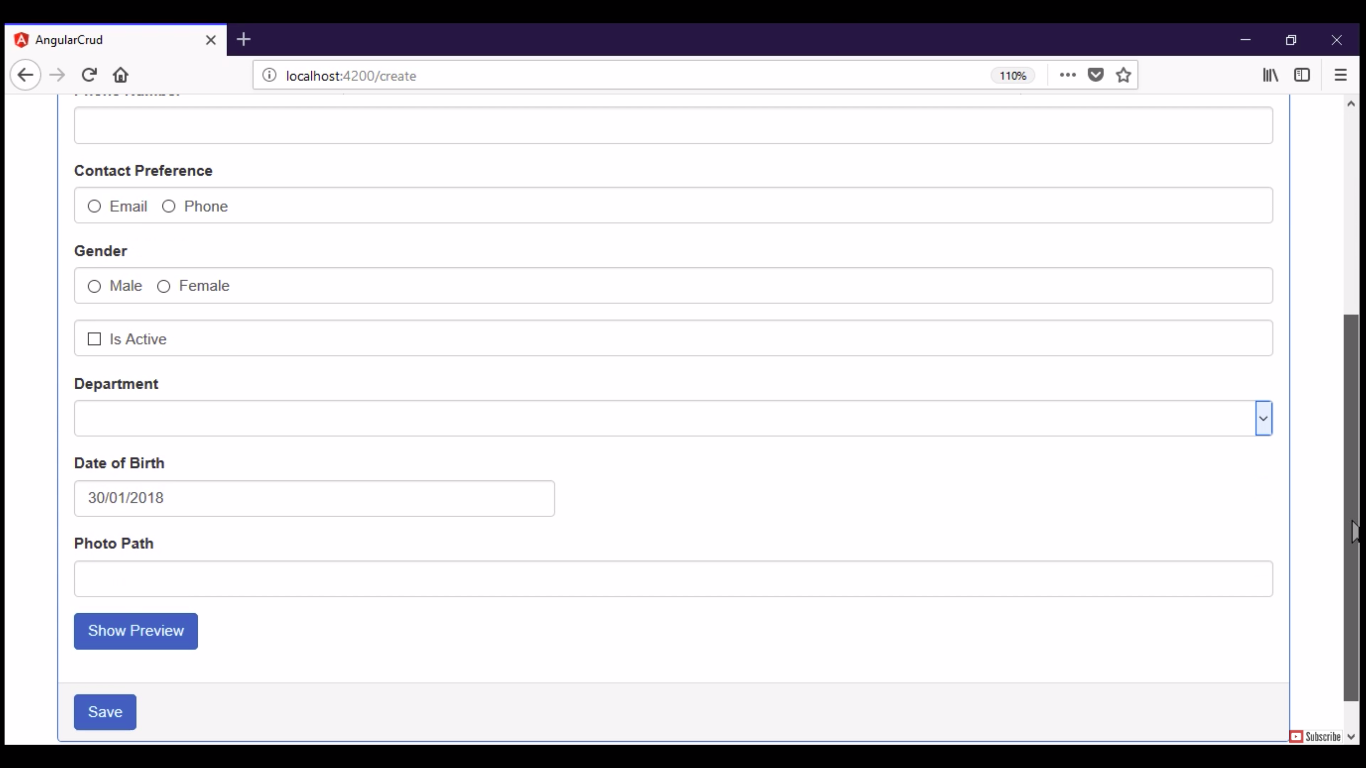 AngularCrud
localhost:4200/create
110%
Phone Number
Contact Preference
Email Phone
Gender
Male Female
Is Active
Department
Date of Birth
30/01/2018
Photo Path
Show Preview
Save
Subscribe